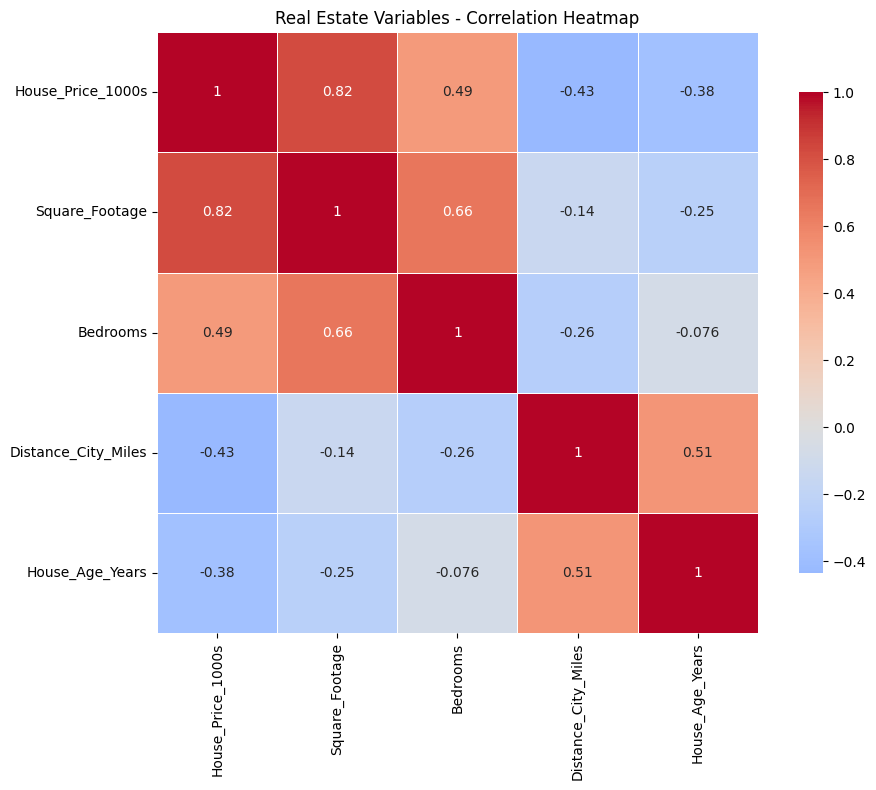 Real Estate Variables - Correlation Heatmap
House_Price_1000s 1 0.82 0.49 -0.43 -0.38
Square_Footage 0.82 1 0.66 -0.14 -0.25
Bedrooms 0.49 0.66 1 -0.26 -0.076
Distance_City_Miles -0.43 -0.14 -0.26 1 0.51
House_Age_Years -0.38 -0.25 -0.076 0.51 1
House_Price_1000s
Square_Footage
Bedrooms
Distance_City_Miles
House_Age_Years
1.0
0.8
0.6
0.4
0.2
0.0
−0.2
−0.4